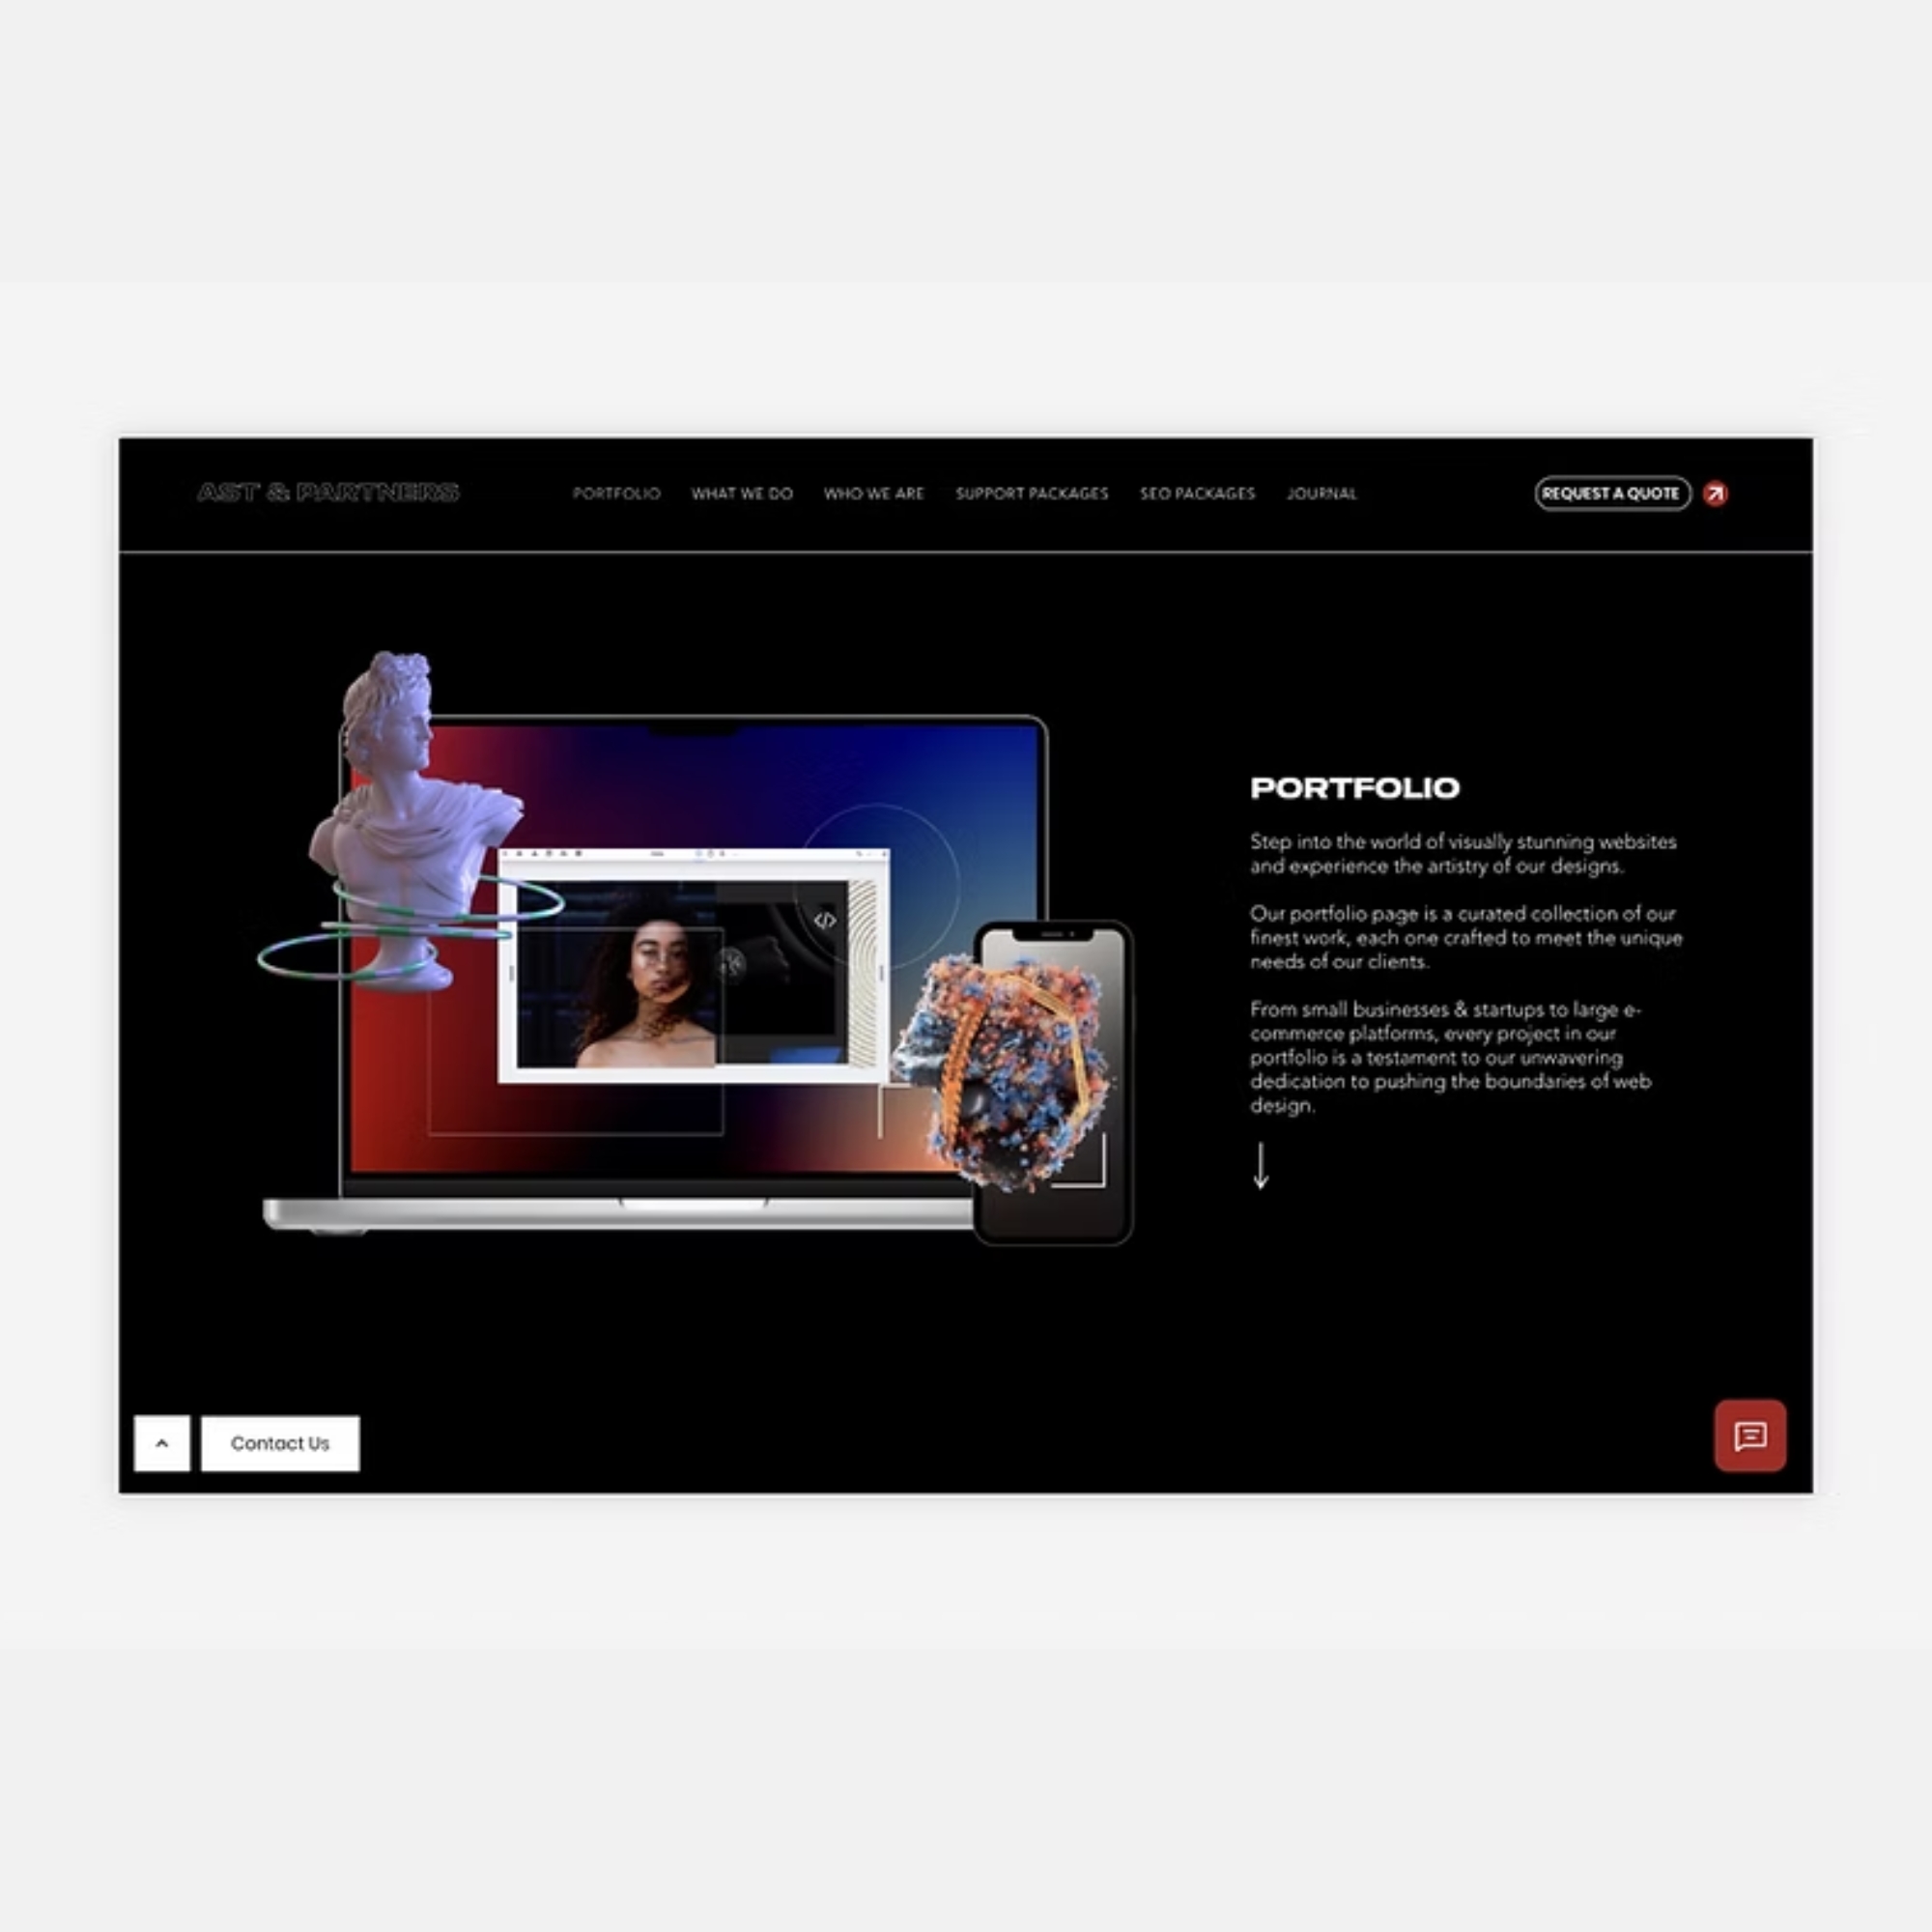 AST & PARTNERS
PORTFOLIO
WHAT WE DO
WHO WE ARE
SUPPORT PACKAGES
SEO PACKAGES
JOURNAL
REQUEST A QUOTE
PORTFOLIO
Step into the world of visually stunning websites
and experience the artistry of our designs.
Our portfolio page is a curated collection of our
finest work, each one crafted to meet the unique
needs of our clients.
From small businesses & startups to large e-
commerce platforms, every project in our
portfolio is a testament to our unwavering
dedication to pushing the boundaries of web
design.
Contact Us